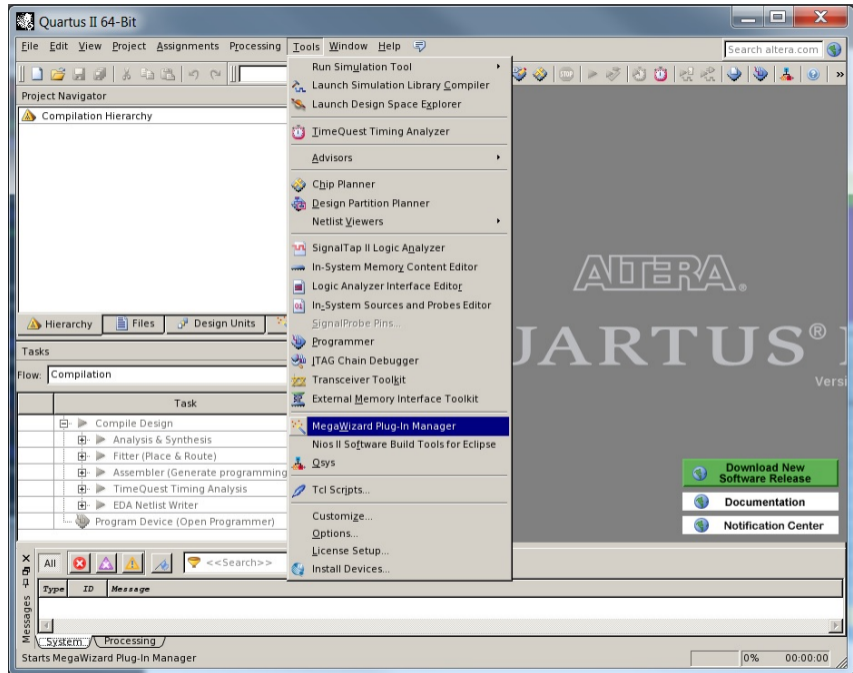 Quartus II 64-Bit
File Edit View Project Assignments Processing Tools Window Help
Search altera.com
Project Navigator
Compilation Hierarchy
Hierarchy Files Design Units
Tasks
Flow: Compilation
Task
Compile Design
Analysis & Synthesis
Fitter (Place & Route)
Assembler (Generate programming
TimeQuest Timing Analysis
EDA Netlist Writer
Program Device (Open Programmer)
Run Simulation Tool
Launch Simulation Library Compiler
Launch Design Space Explorer
TimeQuest Timing Analyzer
Advisors
Chip Planner
Design Partition Planner
Netlist Viewers
SignalTap II Logic Analyzer
In-System Memory Content Editor
Logic Analyzer Interface Editor
In-System Sources and Probes Editor
SignalProbe Pins...
Programmer
JTAG Chain Debugger
Transceiver Toolkit
External Memory Interface Toolkit
MegaWizard Plug-In Manager
Nios II Software Build Tools for Eclipse
Qsys
Tcl Scripts...
Customize...
Options...
License Setup...
Install Devices...
ALTERA®
UARTUS®
Versi
Download New
Software Release
Documentation
Notification Center
All <<Search>>
Type ID Message
Messages
System Processing
Starts MegaWizard Plug-In Manager
0% 00:00:00